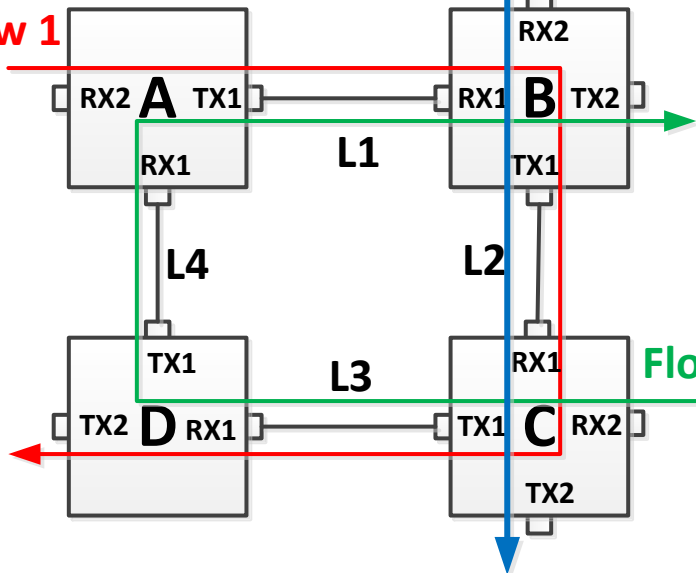 w 1
RX2
RX2 A TX1
RX1 B TX2
RX1
L1
TX1
L4
L2
TX1
RX1
L3
Flo
TX2 D RX1
TX1 C RX2
TX2